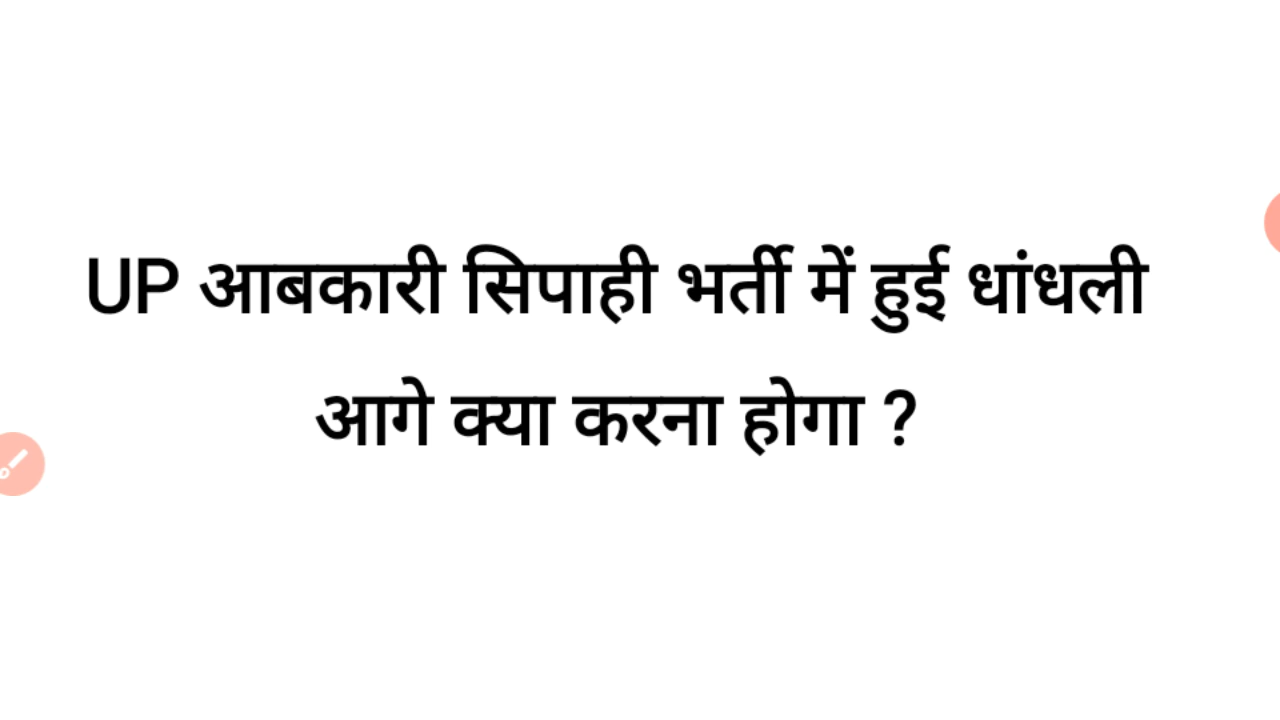 UP आबकारी सिपाही भर्ती में हुई धांधली
आगे क्या करना होगा ?